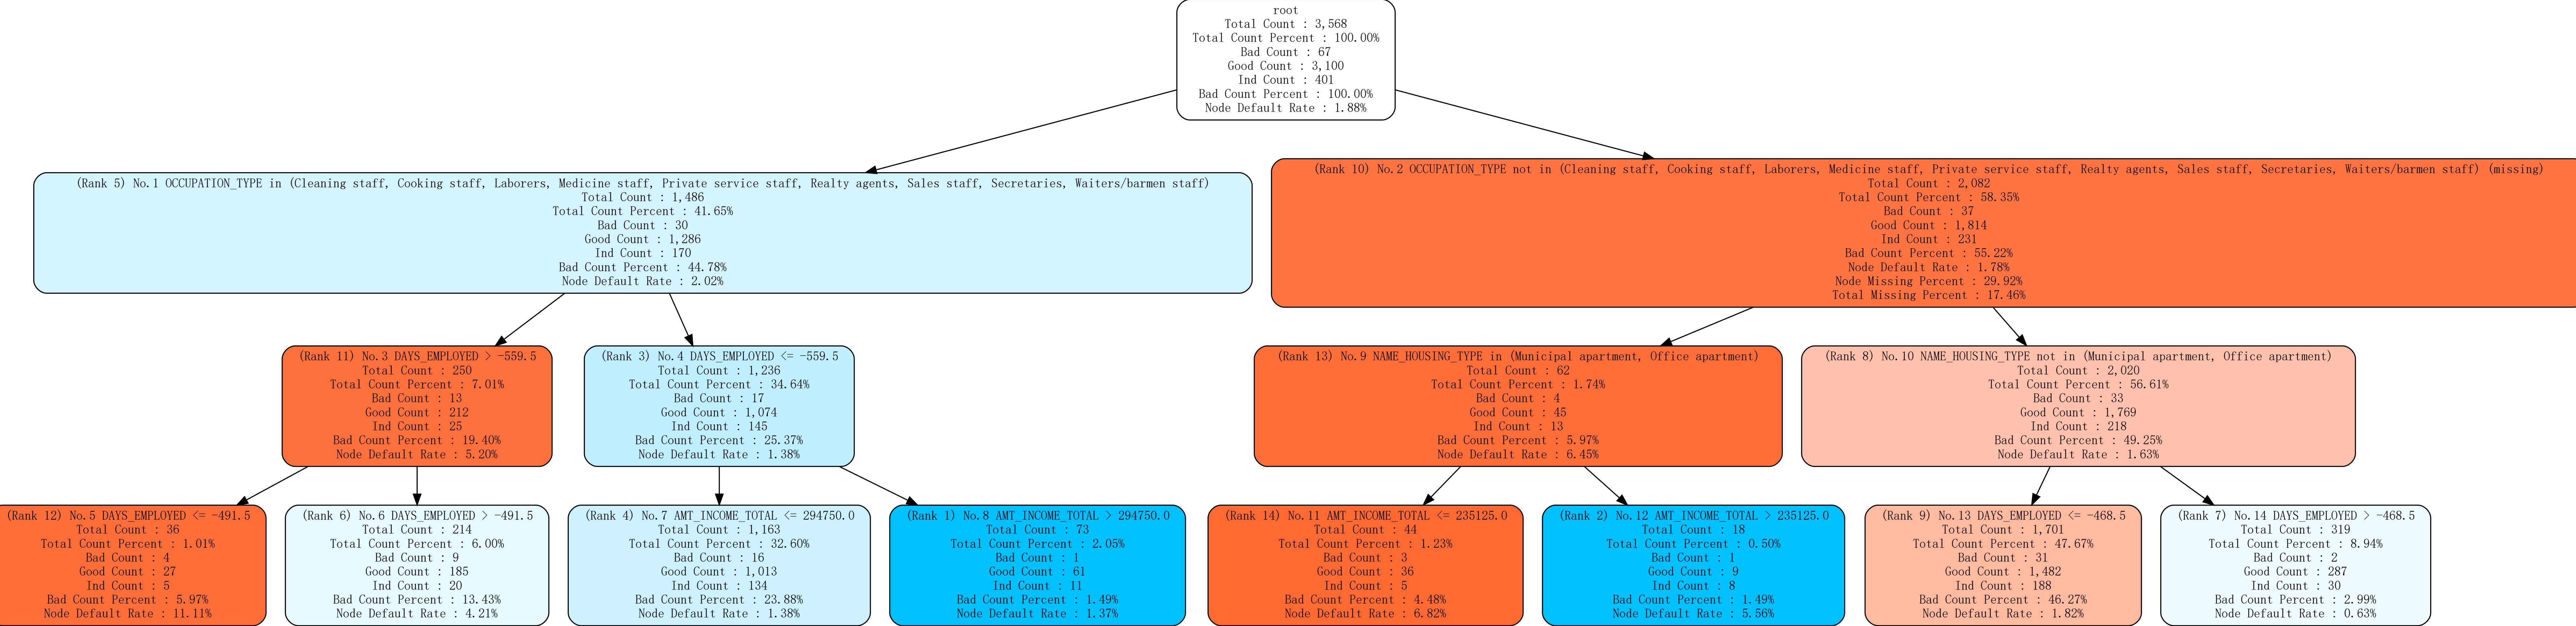 root
Total Count : 3,568
Total Count Percent : 100.00%
Bad Count : 67
Good Count : 3,100
Ind Count : 401
Bad Count Percent : 100.00%
Node Default Rate : 1.88%
(Rank 5) No.1 OCCUPATION_TYPE in (Cleaning staff, Cooking staff, Laborers, Medicine staff, Private service staff, Realty agents, Sales staff, Secretaries, Waiters/barmen staff)
Total Count : 1,486
Total Count Percent : 41.65%
Bad Count : 30
Good Count : 1,286
Ind Count : 170
Bad Count Percent : 44.78%
Node Default Rate : 2.02%
(Rank 10) No.2 OCCUPATION_TYPE not in (Cleaning staff, Cooking staff, Laborers, Medicine staff, Private service staff, Realty agents, Sales staff, Secretaries, Waiters/barmen staff) (missing)
Total Count : 2,082
Total Count Percent : 58.35%
Bad Count : 37
Good Count : 1,814
Ind Count : 231
Bad Count Percent : 55.22%
Node Default Rate : 1.78%
Node Missing Percent : 29.92%
Total Missing Percent : 17.46%
(Rank 11) No.3 DAYS_EMPLOYED > -559.5
Total Count : 250
Total Count Percent : 7.01%
Bad Count : 13
Good Count : 212
Ind Count : 25
Bad Count Percent : 19.40%
Node Default Rate : 5.20%
(Rank 3) No.4 DAYS_EMPLOYED <= -559.5
Total Count : 1,236
Total Count Percent : 34.64%
Bad Count : 17
Good Count : 1,074
Ind Count : 145
Bad Count Percent : 25.37%
Node Default Rate : 1.38%
(Rank 13) No.9 NAME_HOUSING_TYPE in (Municipal apartment, Office apartment)
Total Count : 62
Total Count Percent : 1.74%
Bad Count : 4
Good Count : 45
Ind Count : 13
Bad Count Percent : 5.97%
Node Default Rate : 6.45%
(Rank 8) No.10 NAME_HOUSING_TYPE not in (Municipal apartment, Office apartment)
Total Count : 2,020
Total Count Percent : 56.61%
Bad Count : 33
Good Count : 1,769
Ind Count : 218
Bad Count Percent : 49.25%
Node Default Rate : 1.63%
(Rank 12) No.5 DAYS_EMPLOYED <= -491.5
Total Count : 36
Total Count Percent : 1.01%
Bad Count : 4
Good Count : 27
Ind Count : 5
Bad Count Percent : 5.97%
Node Default Rate : 11.11%
(Rank 6) No.6 DAYS_EMPLOYED > -491.5
Total Count : 214
Total Count Percent : 6.00%
Bad Count : 9
Good Count : 185
Ind Count : 20
Bad Count Percent : 13.43%
Node Default Rate : 4.21%
(Rank 4) No.7 AMT_INCOME_TOTAL <= 294750.0
Total Count : 1,163
Total Count Percent : 32.60%
Bad Count : 16
Good Count : 1,013
Ind Count : 134
Bad Count Percent : 23.88%
Node Default Rate : 1.38%
(Rank 1) No.8 AMT_INCOME_TOTAL > 294750.0
Total Count : 73
Total Count Percent : 2.05%
Bad Count : 1
Good Count : 61
Ind Count : 11
Bad Count Percent : 1.49%
Node Default Rate : 1.37%
(Rank 14) No.11 AMT_INCOME_TOTAL <= 235125.0
Total Count : 44
Total Count Percent : 1.23%
Bad Count : 3
Good Count : 36
Ind Count : 5
Bad Count Percent : 4.48%
Node Default Rate : 6.82%
(Rank 2) No.12 AMT_INCOME_TOTAL > 235125.0
Total Count : 18
Total Count Percent : 0.50%
Bad Count : 1
Good Count : 9
Ind Count : 8
Bad Count Percent : 1.49%
Node Default Rate : 5.56%
(Rank 9) No.13 DAYS_EMPLOYED <= -468.5
Total Count : 1,701
Total Count Percent : 47.67%
Bad Count : 31
Good Count : 1,482
Ind Count : 188
Bad Count Percent : 46.27%
Node Default Rate : 1.82%
(Rank 7) No.14 DAYS_EMPLOYED > -468.5
Total Count : 319
Total Count Percent : 8.94%
Bad Count : 2
Good Count : 287
Ind Count : 30
Bad Count Percent : 2.99%
Node Default Rate : 0.63%